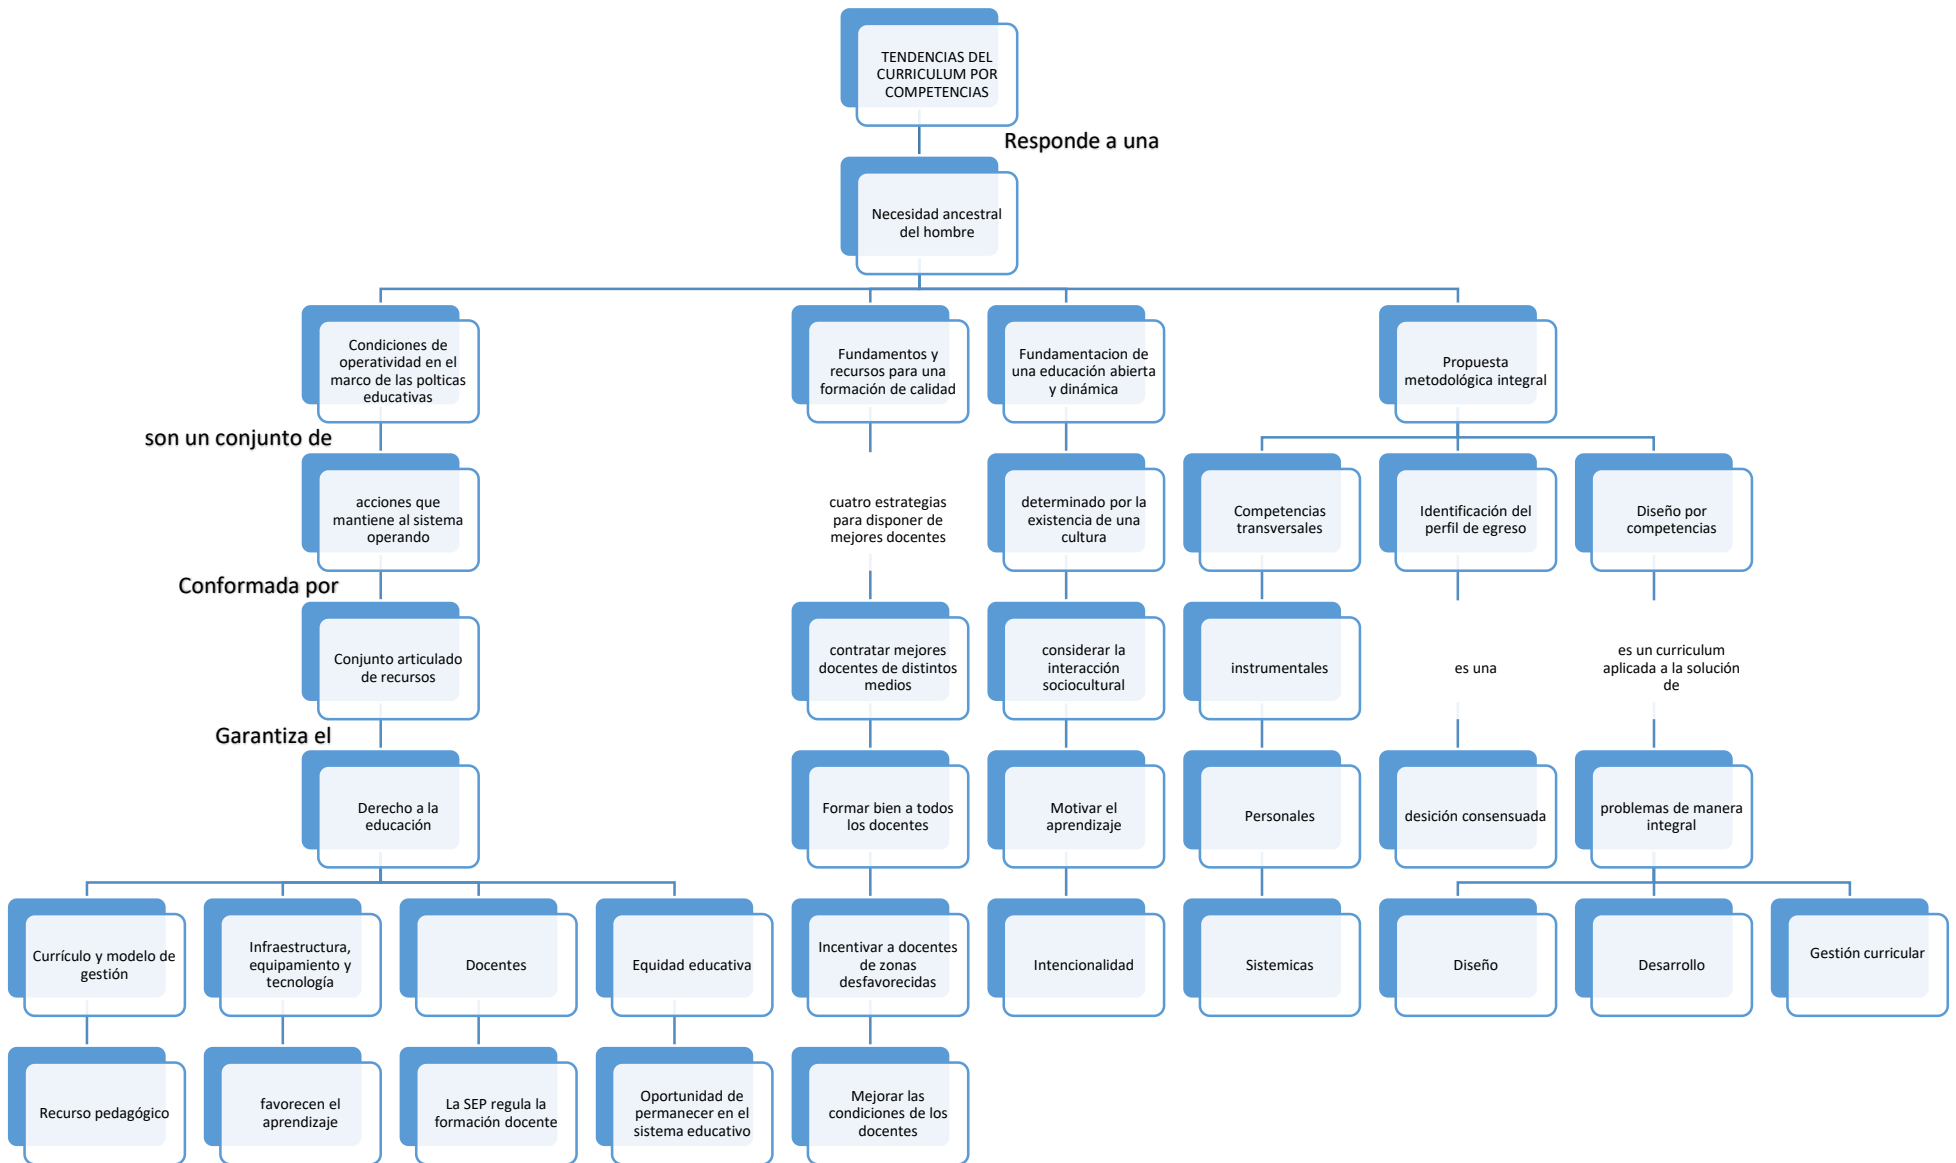 TENDENCIAS DEL
CURRICULUM POR
COMPETENCIAS
Responde a una
Necesidad ancestral
del hombre
Condiciones de
operatividad en el
marco de las polticas
educativas
Fundamentos y
recursos para una
formación de calidad
Fundamentacion de
una educación abierta
y dinámica
Propuesta
metodológica integral
son un conjunto de
acciones que
mantiene al sistema
operando
cuatro estrategias
para disponer de
mejores docentes
determinado por la
existencia de una
cultura
Competencias
transversales
Identificación del
perfil de egreso
Diseño por
competencias
Conformada por
Conjunto articulado
de recursos
contratar mejores
docentes de distintos
medios
considerar la
interacción
sociocultural
instrumentales
es una
es un curriculum
aplicada a la solución
de
Garantiza el
Derecho a la
educación
Formar bien a todos
los docentes
Motivar el
aprendizaje
Personales
desición consensuada
problemas de manera
integral
Currículo y modelo de
gestión
Infraestructura,
equipamiento y
tecnología
Docentes
Equidad educativa
Incentivar a docentes
de zonas
desfavorecidas
Intencionalidad
Sistemicas
Diseño
Desarrollo
Gestión curricular
Recurso pedagógico
favorecen el
aprendizaje
La SEP regula la
formación docente
Oportunidad de
permanecer en el
sistema educativo
Mejorar las
condiciones de los
docentes